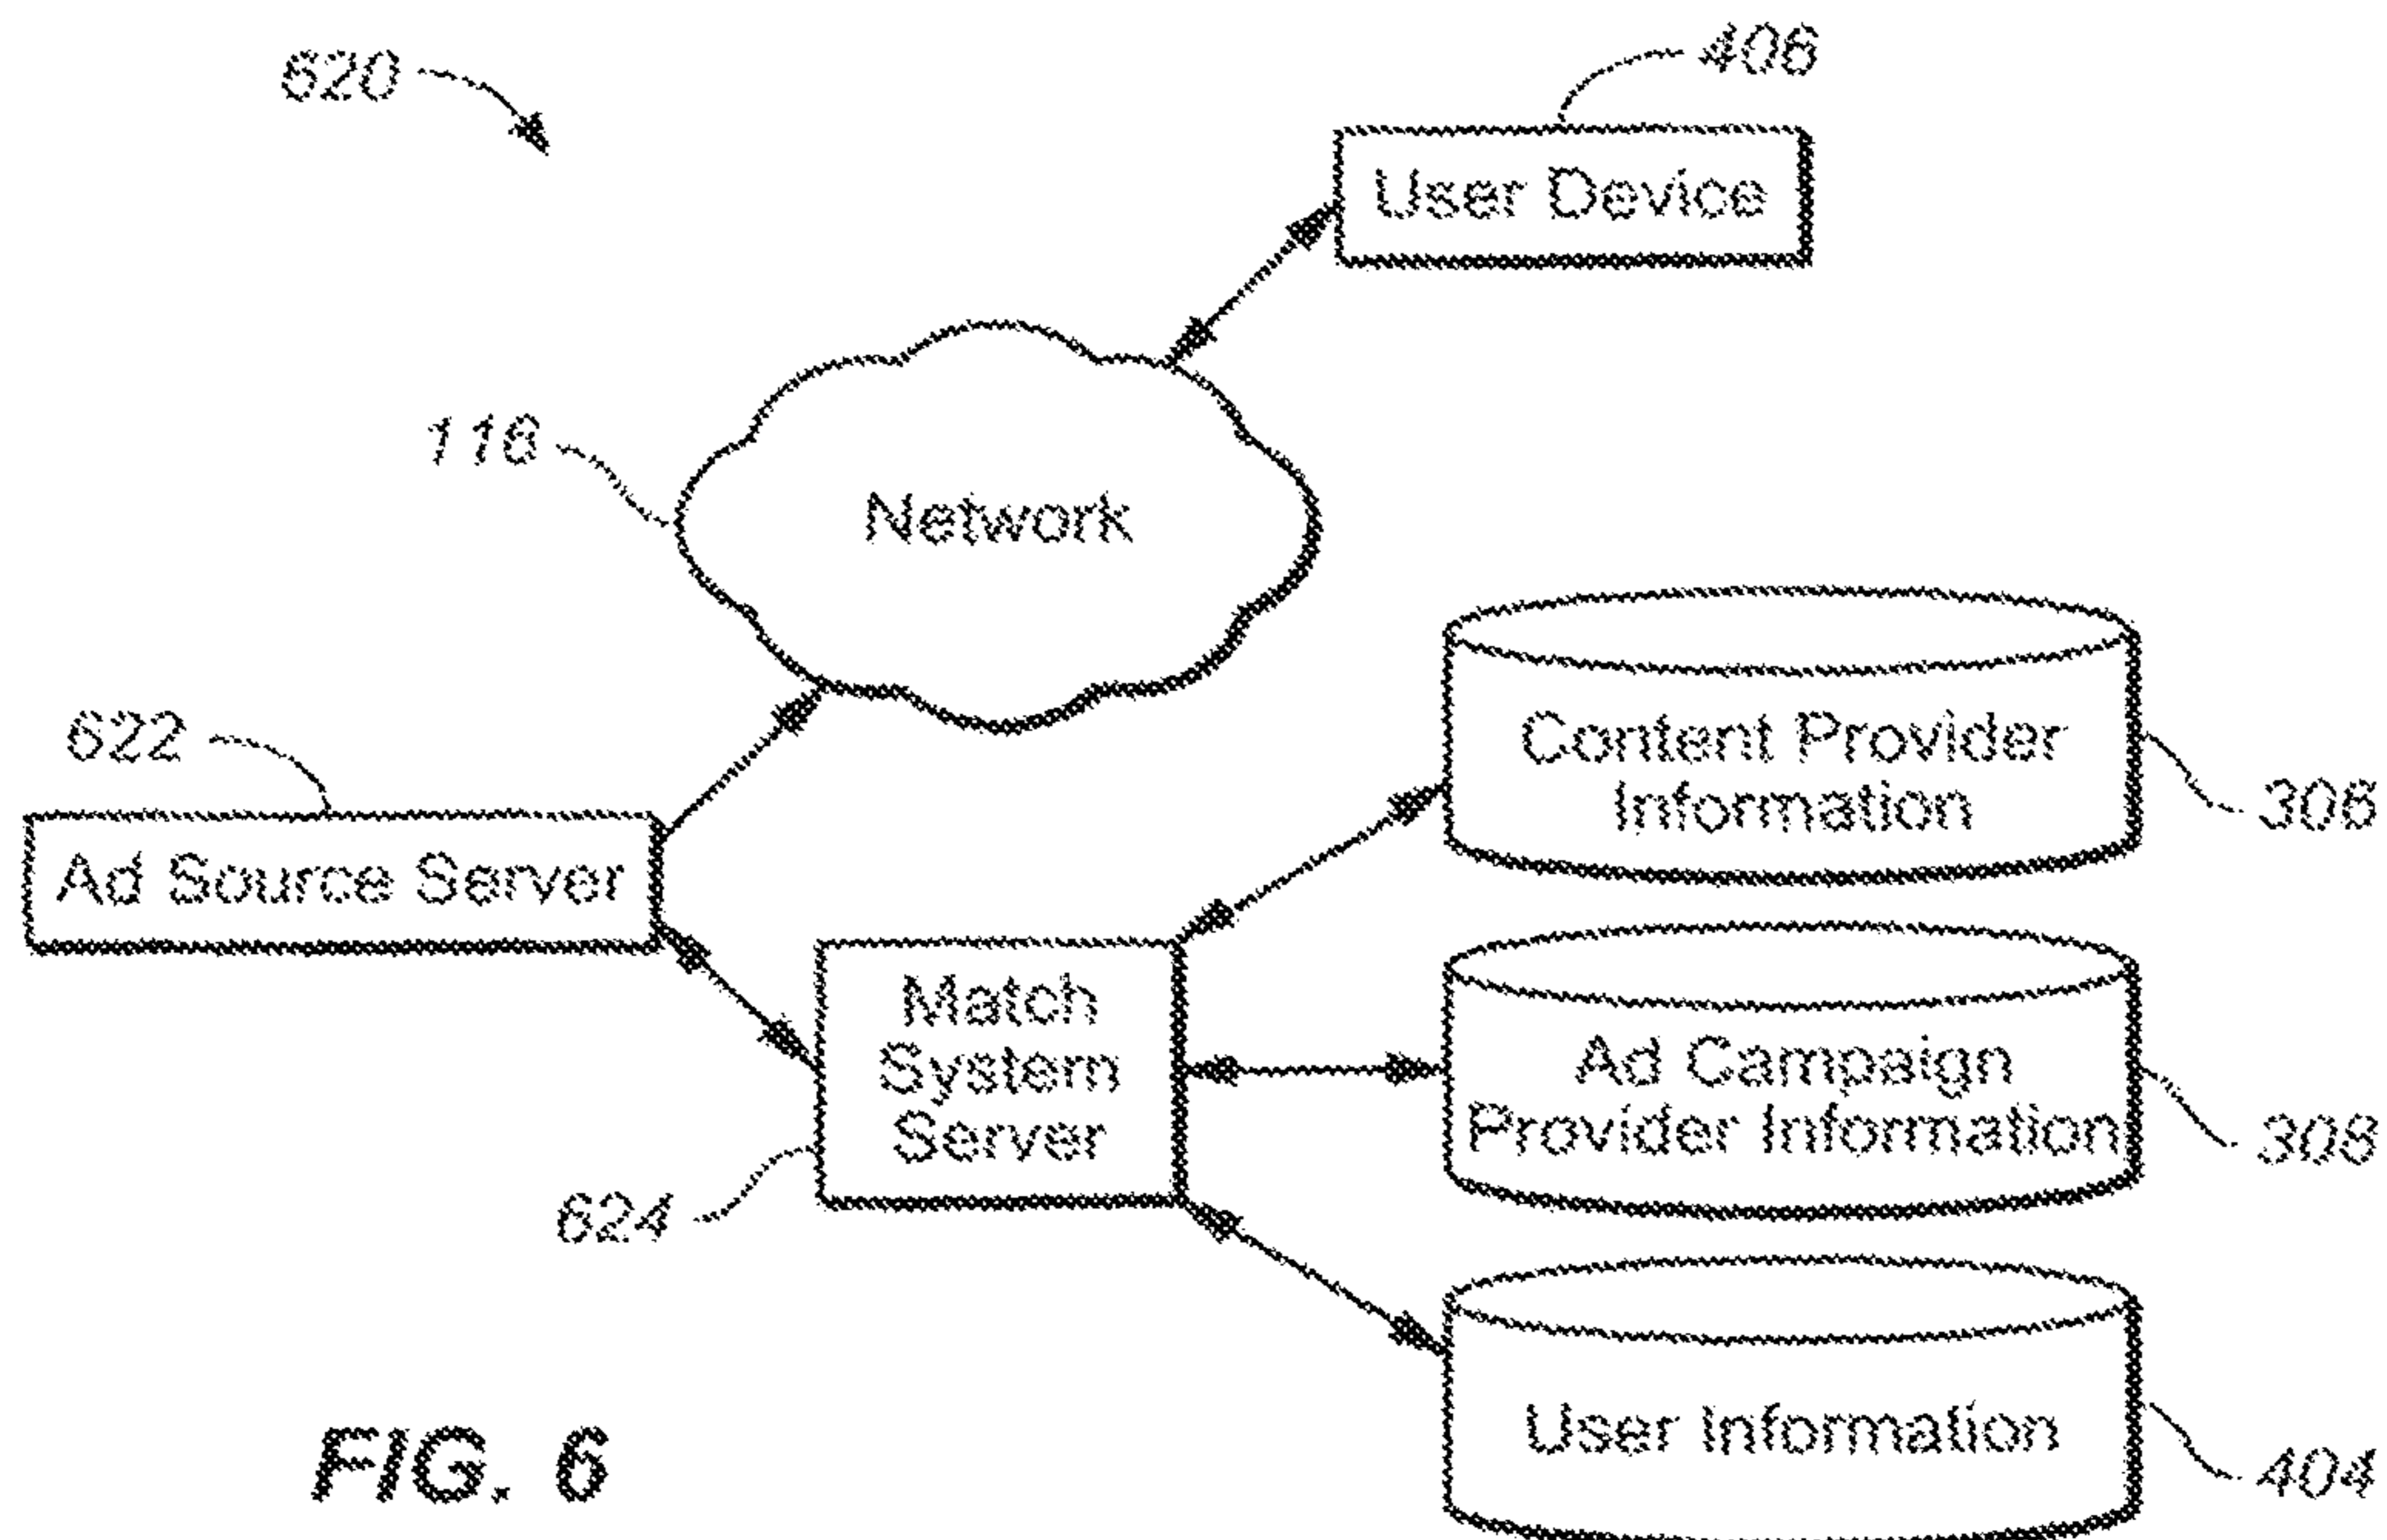 620
406
User Device
116
Network
622
Ad Source Server
Content Provider
Information
306
Match
System
Server
624
Ad Campaign
Provider Information
308
User Information
404
FIG. 6